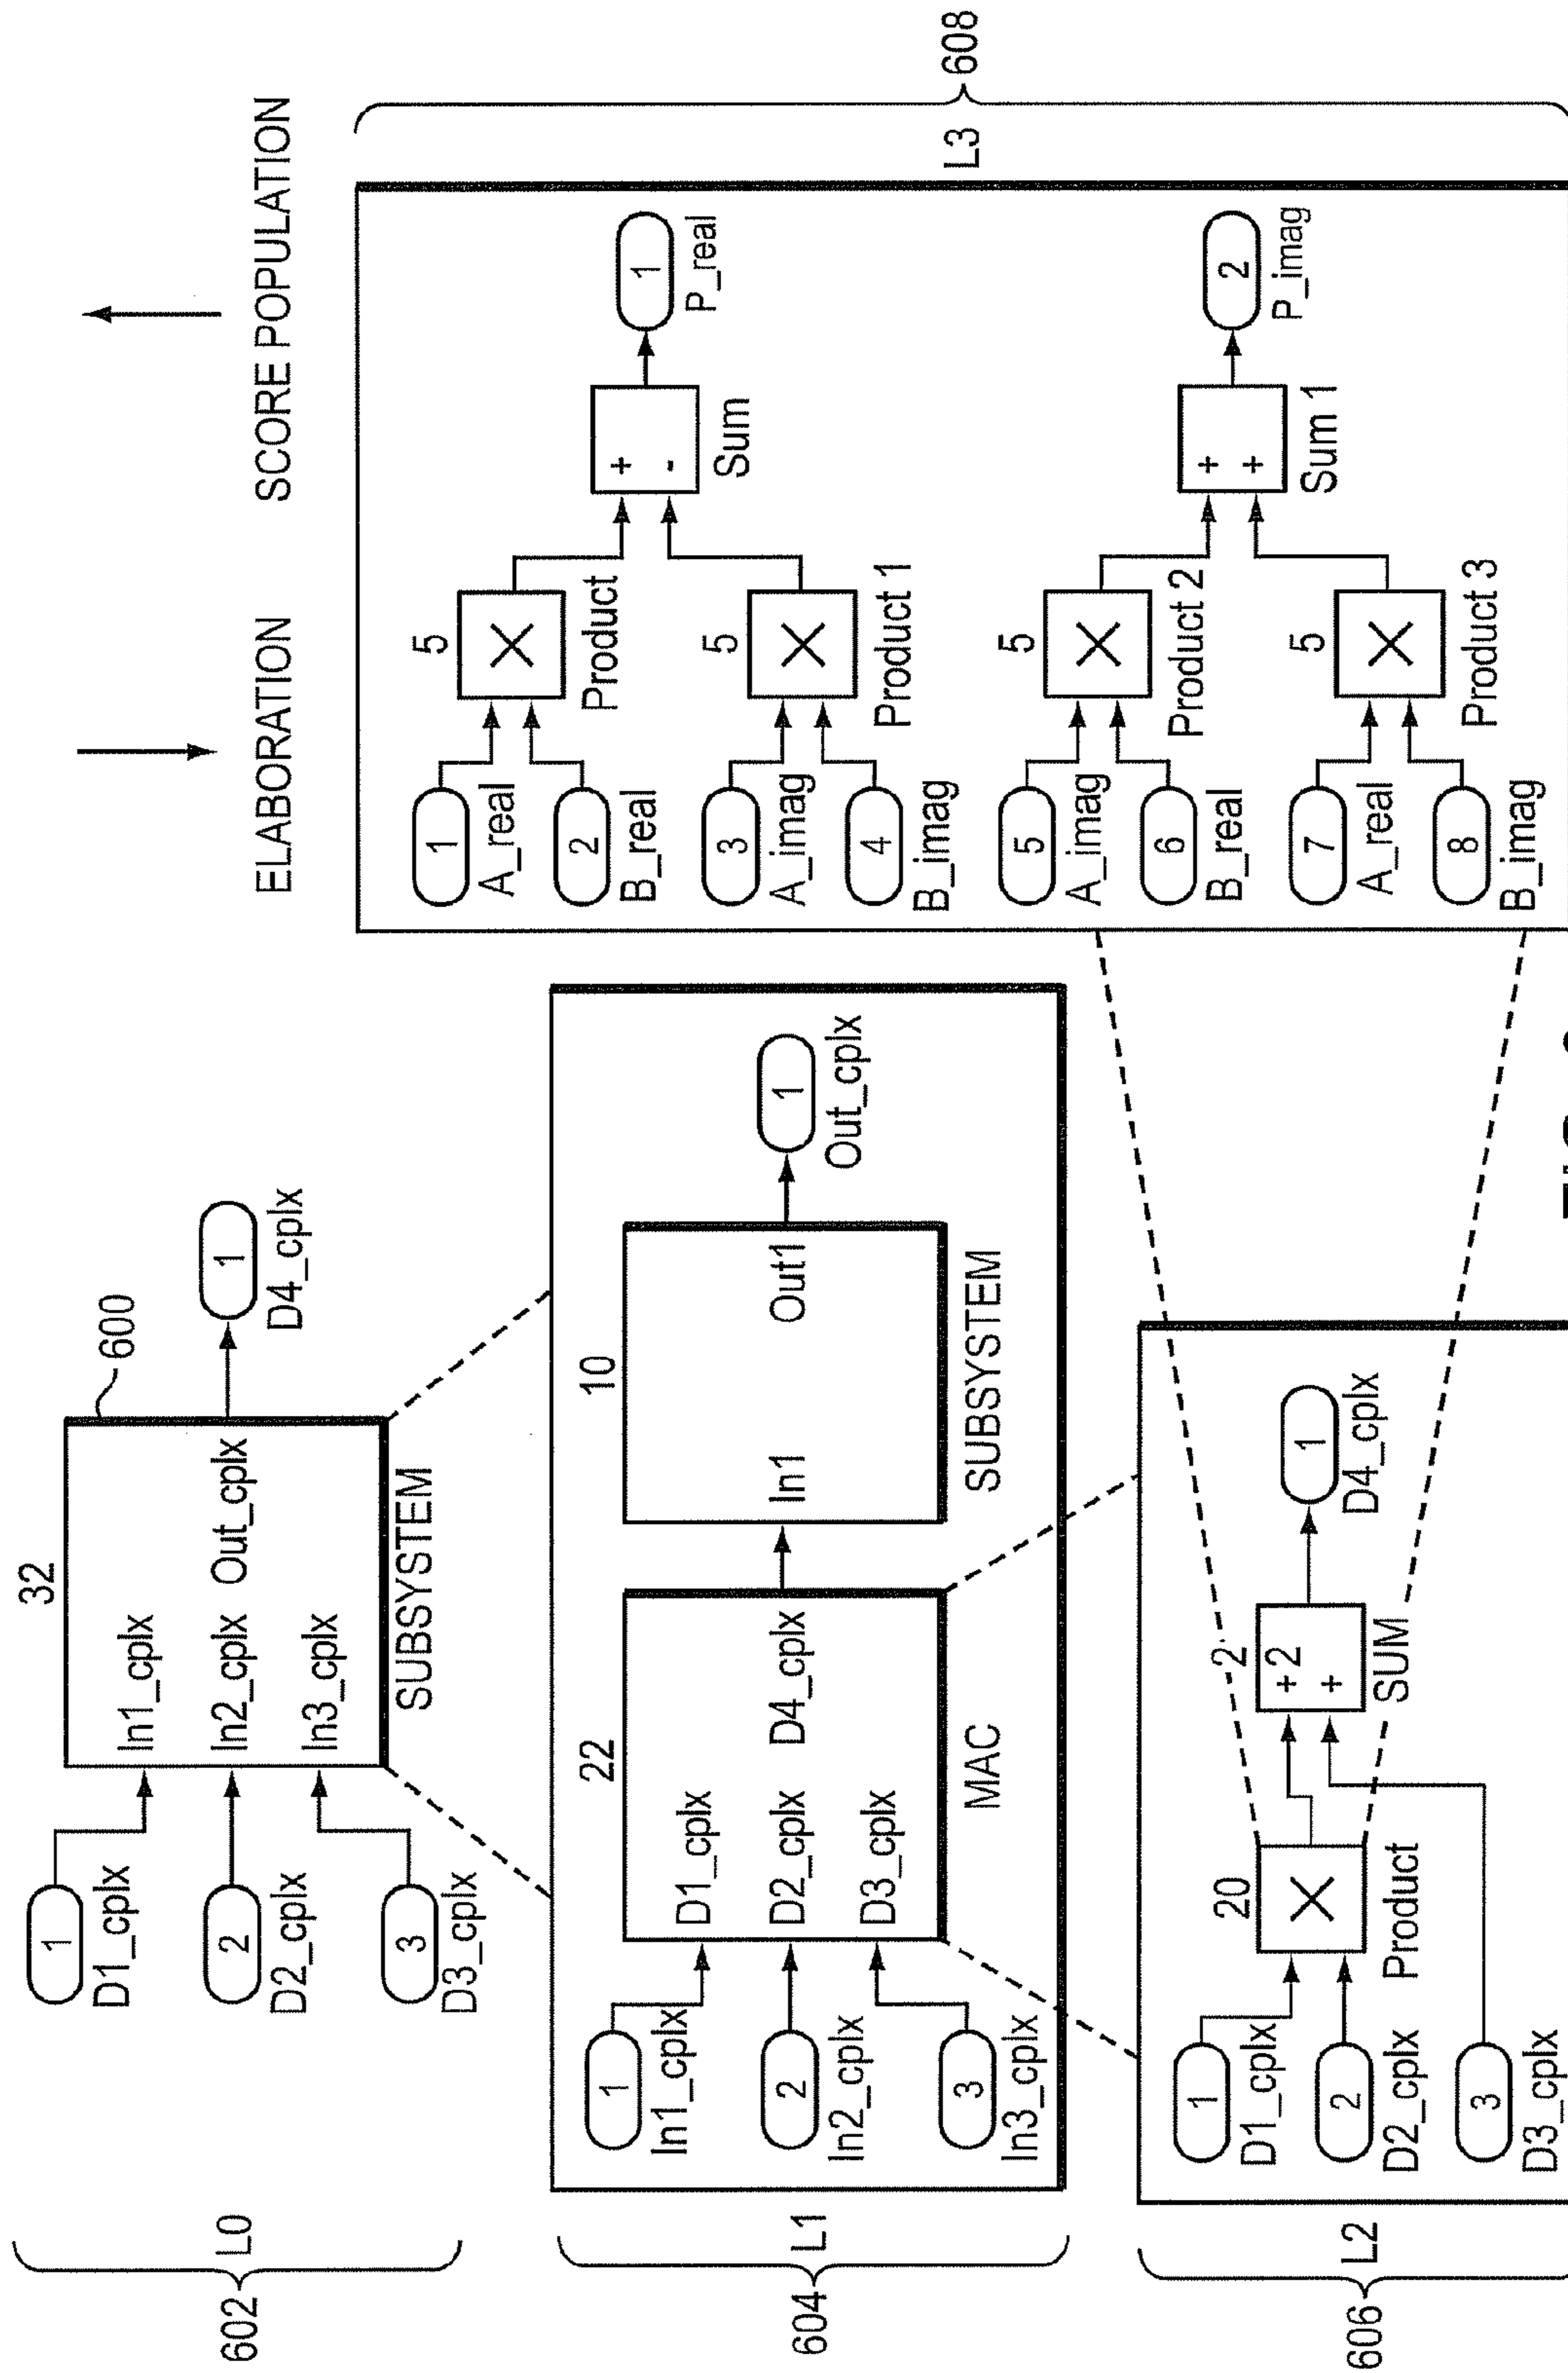 602
L0
1
D1_cplx
2
D2_cplx
3
D3_cplx
32
In1_cplx
In2_cplx Out_cplx
In3_cplx
SUBSYSTEM
600
1
D4_cplx
604
L1
1
In1_cplx
2
In2_cplx
3
In3_cplx
22
D1_cplx
D2_cplx D4_cplx
D3_cplx
MAC
10
In1 Out1
SUBSYSTEM
1
Out_cplx
606
L2
1
D1_cplx
2
D2_cplx
3
D3_cplx
20
×
Product
2
+ 2
+
SUM
1
D4_cplx
ELABORATION
SCORE POPULATION
1
A_real
2
B_real
5
×
Product
3
A_imag
4
B_imag
5
×
Product 1
+
-
Sum
1
P_real
5
A_imag
6
B_real
5
×
Product 2
7
A_real
8
B_imag
5
×
Product 3
+
+
Sum 1
2
P_imag
L3
608